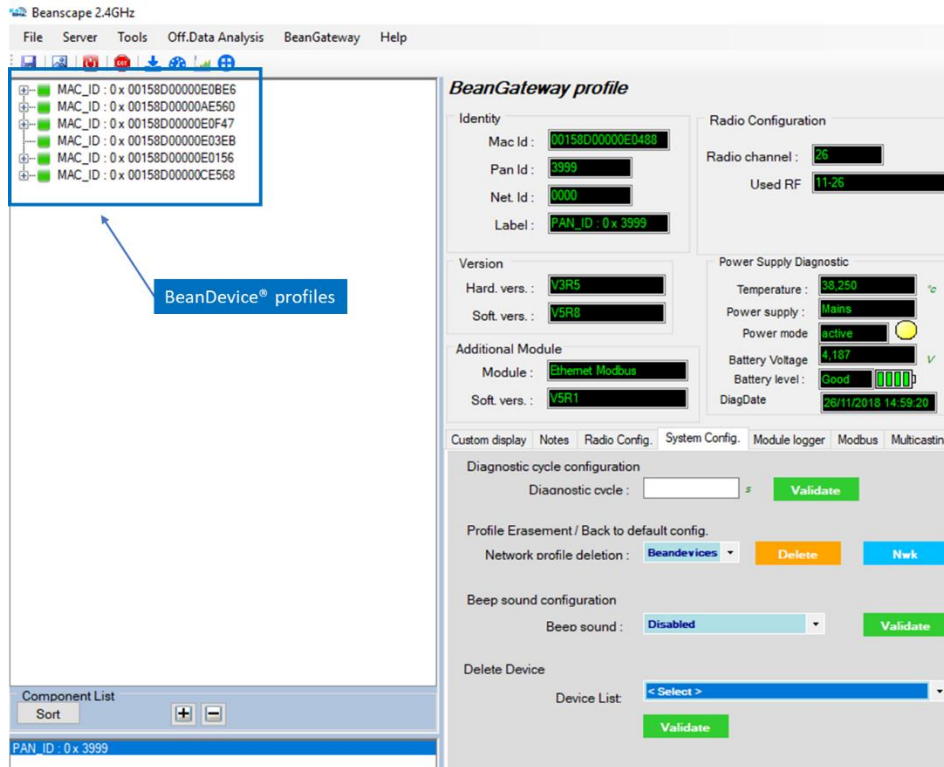 Beanscape 2.4GHz
File Server Tools Off.Data Analysis BeanGateway Help
MAC_ID : 0 x 00158D00000E0BE6
MAC_ID : 0 x 00158D00000AE560
MAC_ID : 0 x 00158D00000E0F47
MAC_ID : 0 x 00158D00000E03EB
MAC_ID : 0 x 00158D00000E0156
MAC_ID : 0 x 00158D00000CE568
BeanDevice® profiles
Component List
Sort
PAN_ID : 0 x 3999
BeanGateway profile
Identity
Mac Id : 00158D00000E0488
Pan Id : 3999
Net. Id : 0000
Label : PAN_ID : 0 x 3999
Radio Configuration
Radio channel : 26
Used RF 11-26
Version
Hard. vers. : V3R5
Soft. vers. : V5R8
Power Supply Diagnostic
Temperature : 38,250 °c
Power supply : Mains
Power mode active
Battery Voltage 4,187 V
Battery level : Good
DiagDate 26/11/2018 14:59:20
Additional Module
Module : Ethernet Modbus
Soft. vers. : V5R1
Custom display Notes Radio Config. System Config. Module logger Modbus Multicastin
Diagnostic cycle configuration
Diagnostic cycle : s Validate
Profile Erasement / Back to default config.
Network profile deletion : Beandevices Delete Nwk
Beep sound configuration
Beep sound : Disabled Validate
Delete Device
Device List: < Select >
Validate